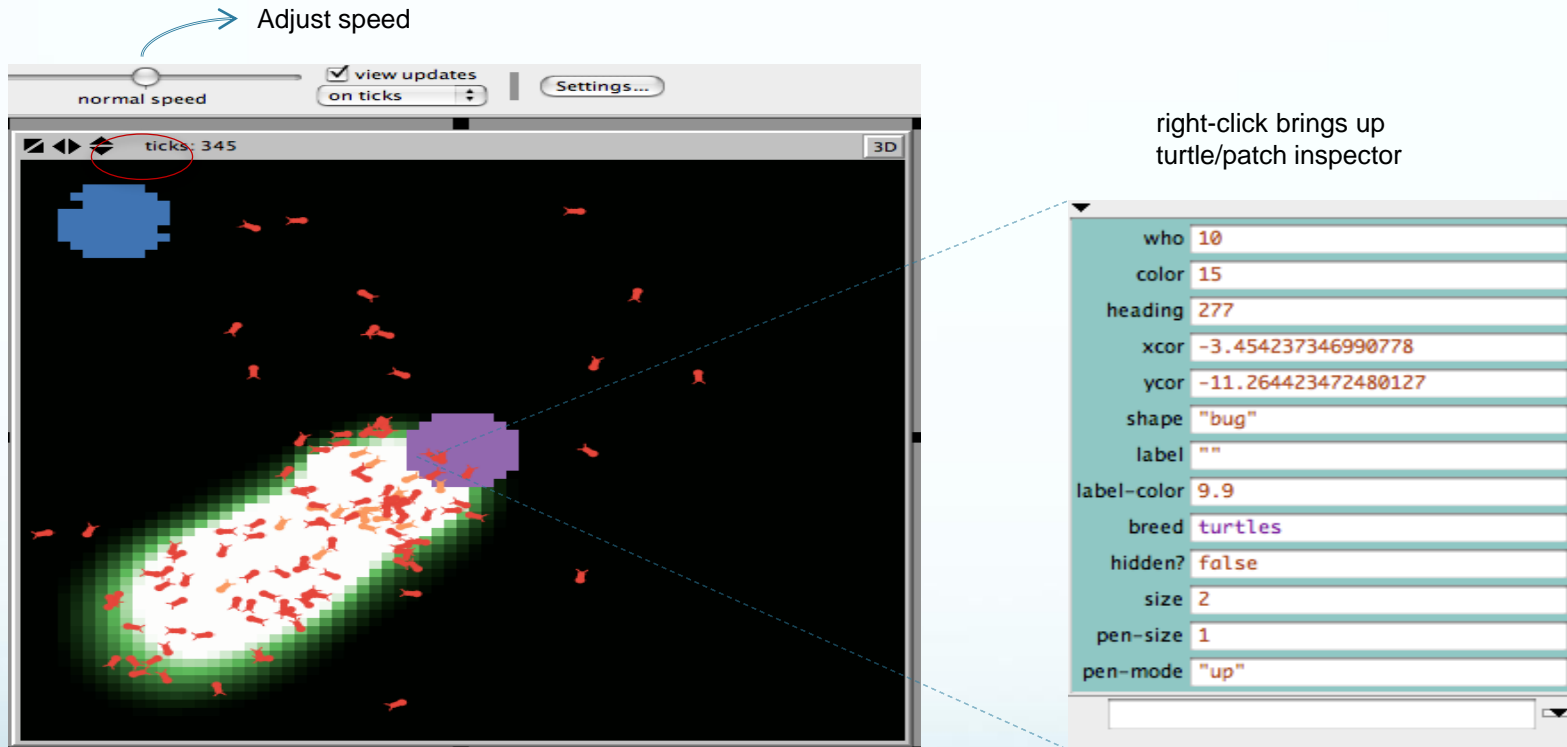 Adjust speed
view updates
normal speed
on ticks
Settings...
ticks: 345
3D
right-click brings up
turtle/patch inspector
who 10
color 15
heading 277
xcor -3.454237346990778
ycor -11.264423472480127
shape "bug"
label ""
label-color 9.9
breed turtles
hidden? false
size 2
pen-size 1
pen-mode "up"